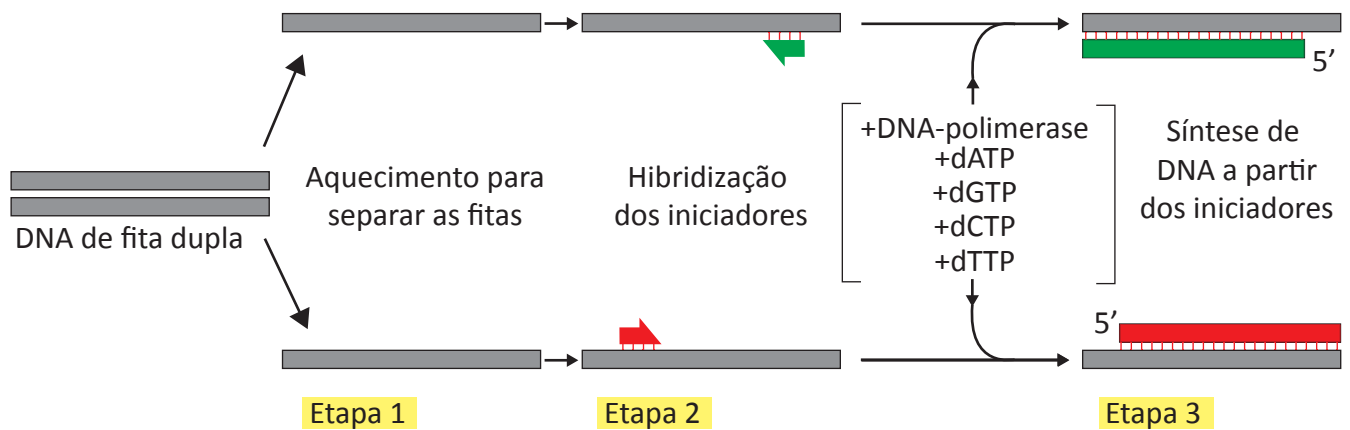 DNA de fita dupla
Aquecimento para
separar as fitas
Hibridização
dos iniciadores
+DNA-polimerase
+dATP
+dGTP
+dCTP
+dTTP
5’
Síntese de
DNA a partir
dos iniciadores
5’
Etapa 1
Etapa 2
Etapa 3